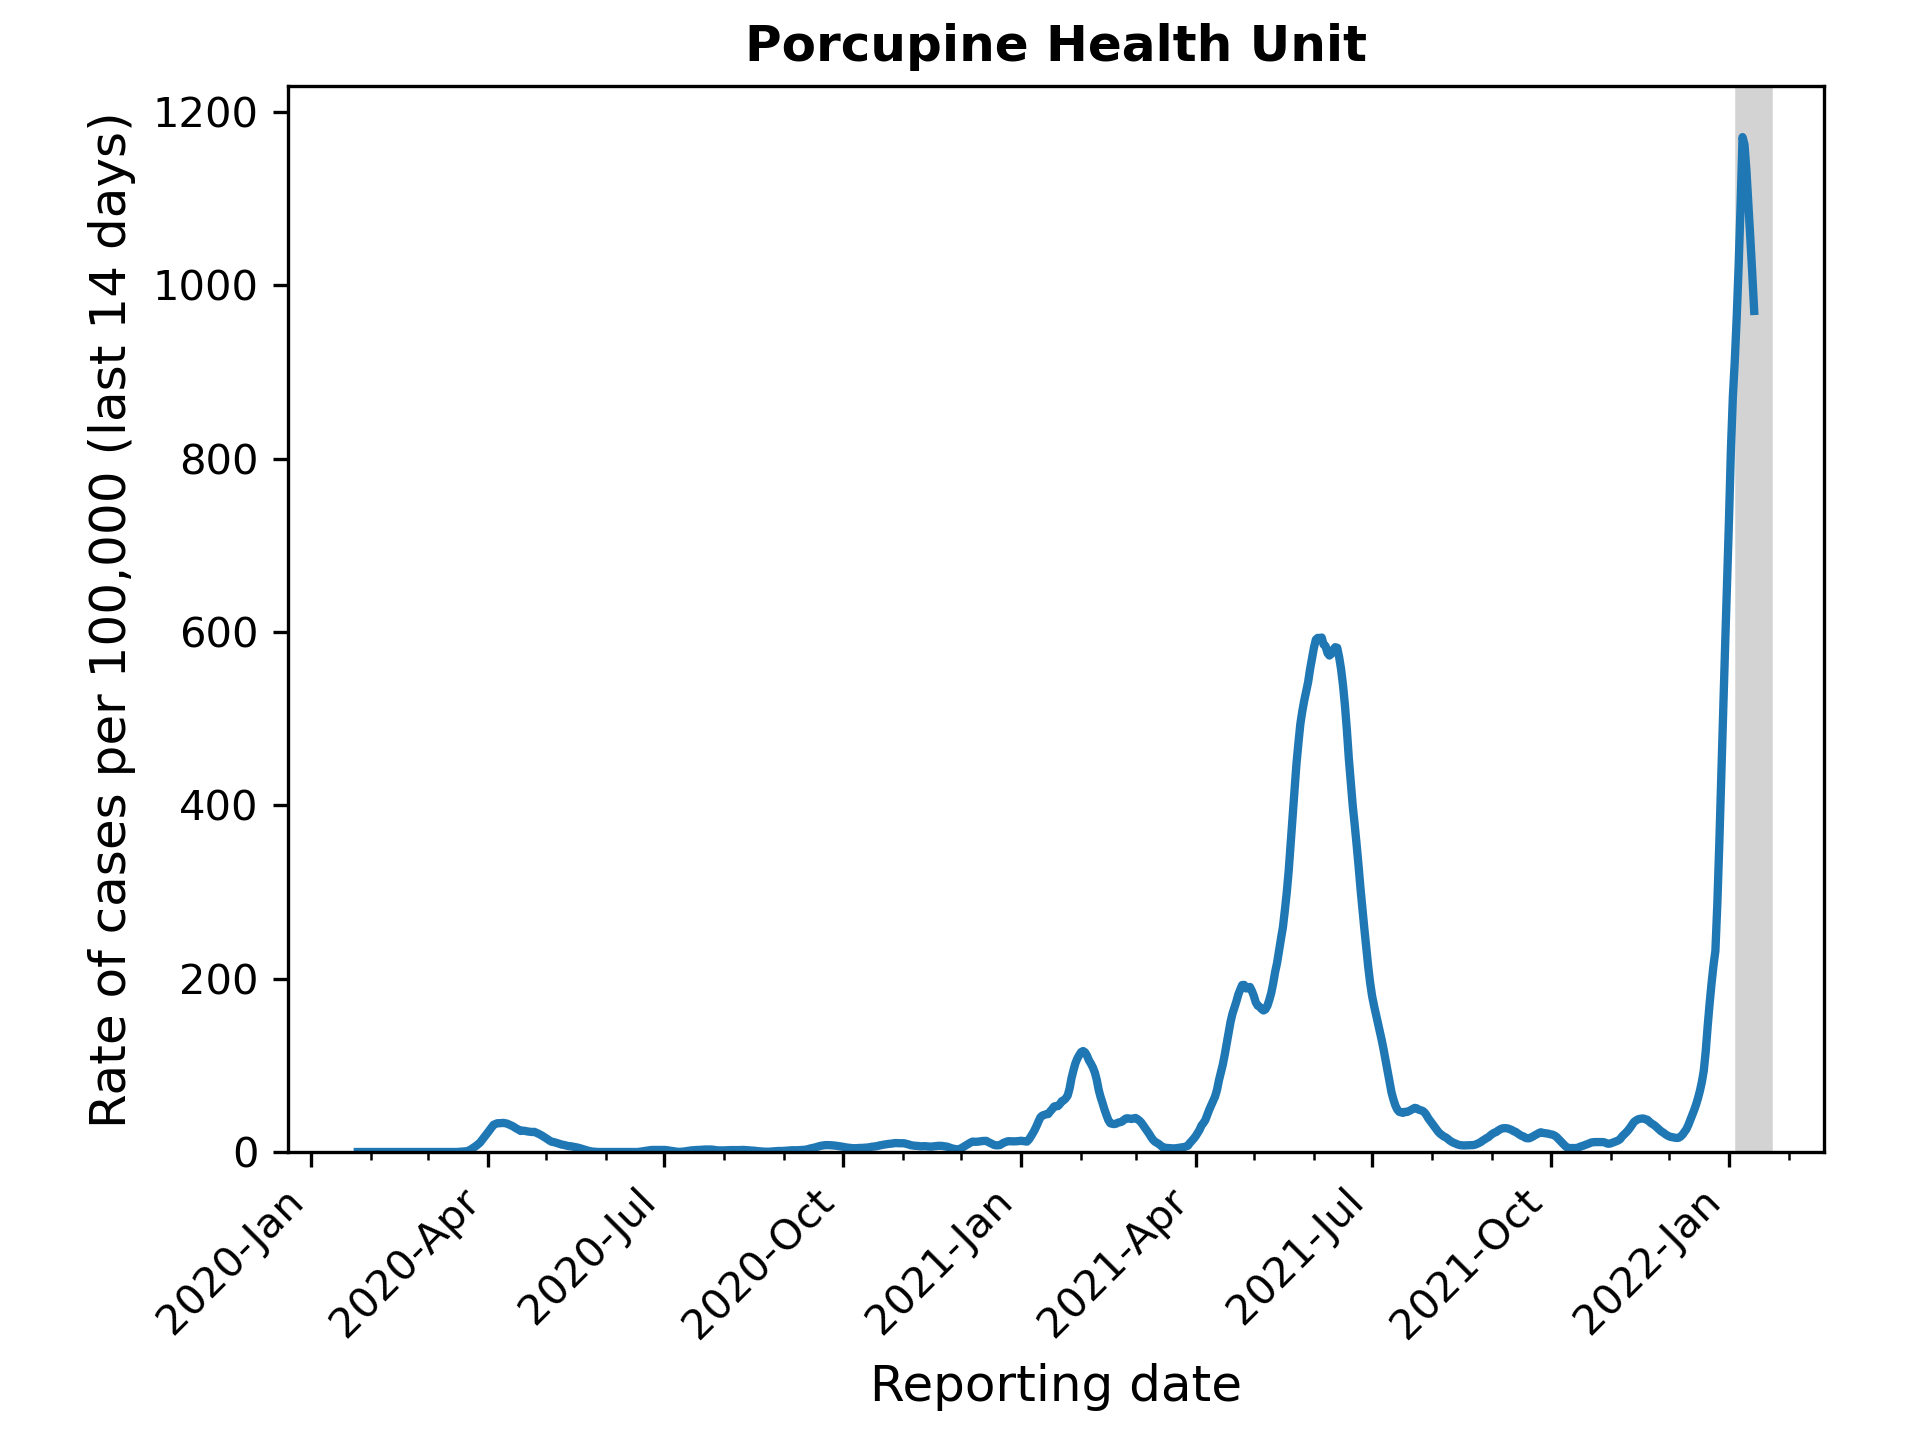 Porcupine Health Unit
Rate of cases per 100,000 (last 14 days)
1200
1000
800
600
400
200
0
2020-Jan
2020-Apr
2020-Jul
2020-Oct
2021-Jan
2021-Apr
2021-Jul
2021-Oct
2022-Jan
Reporting date